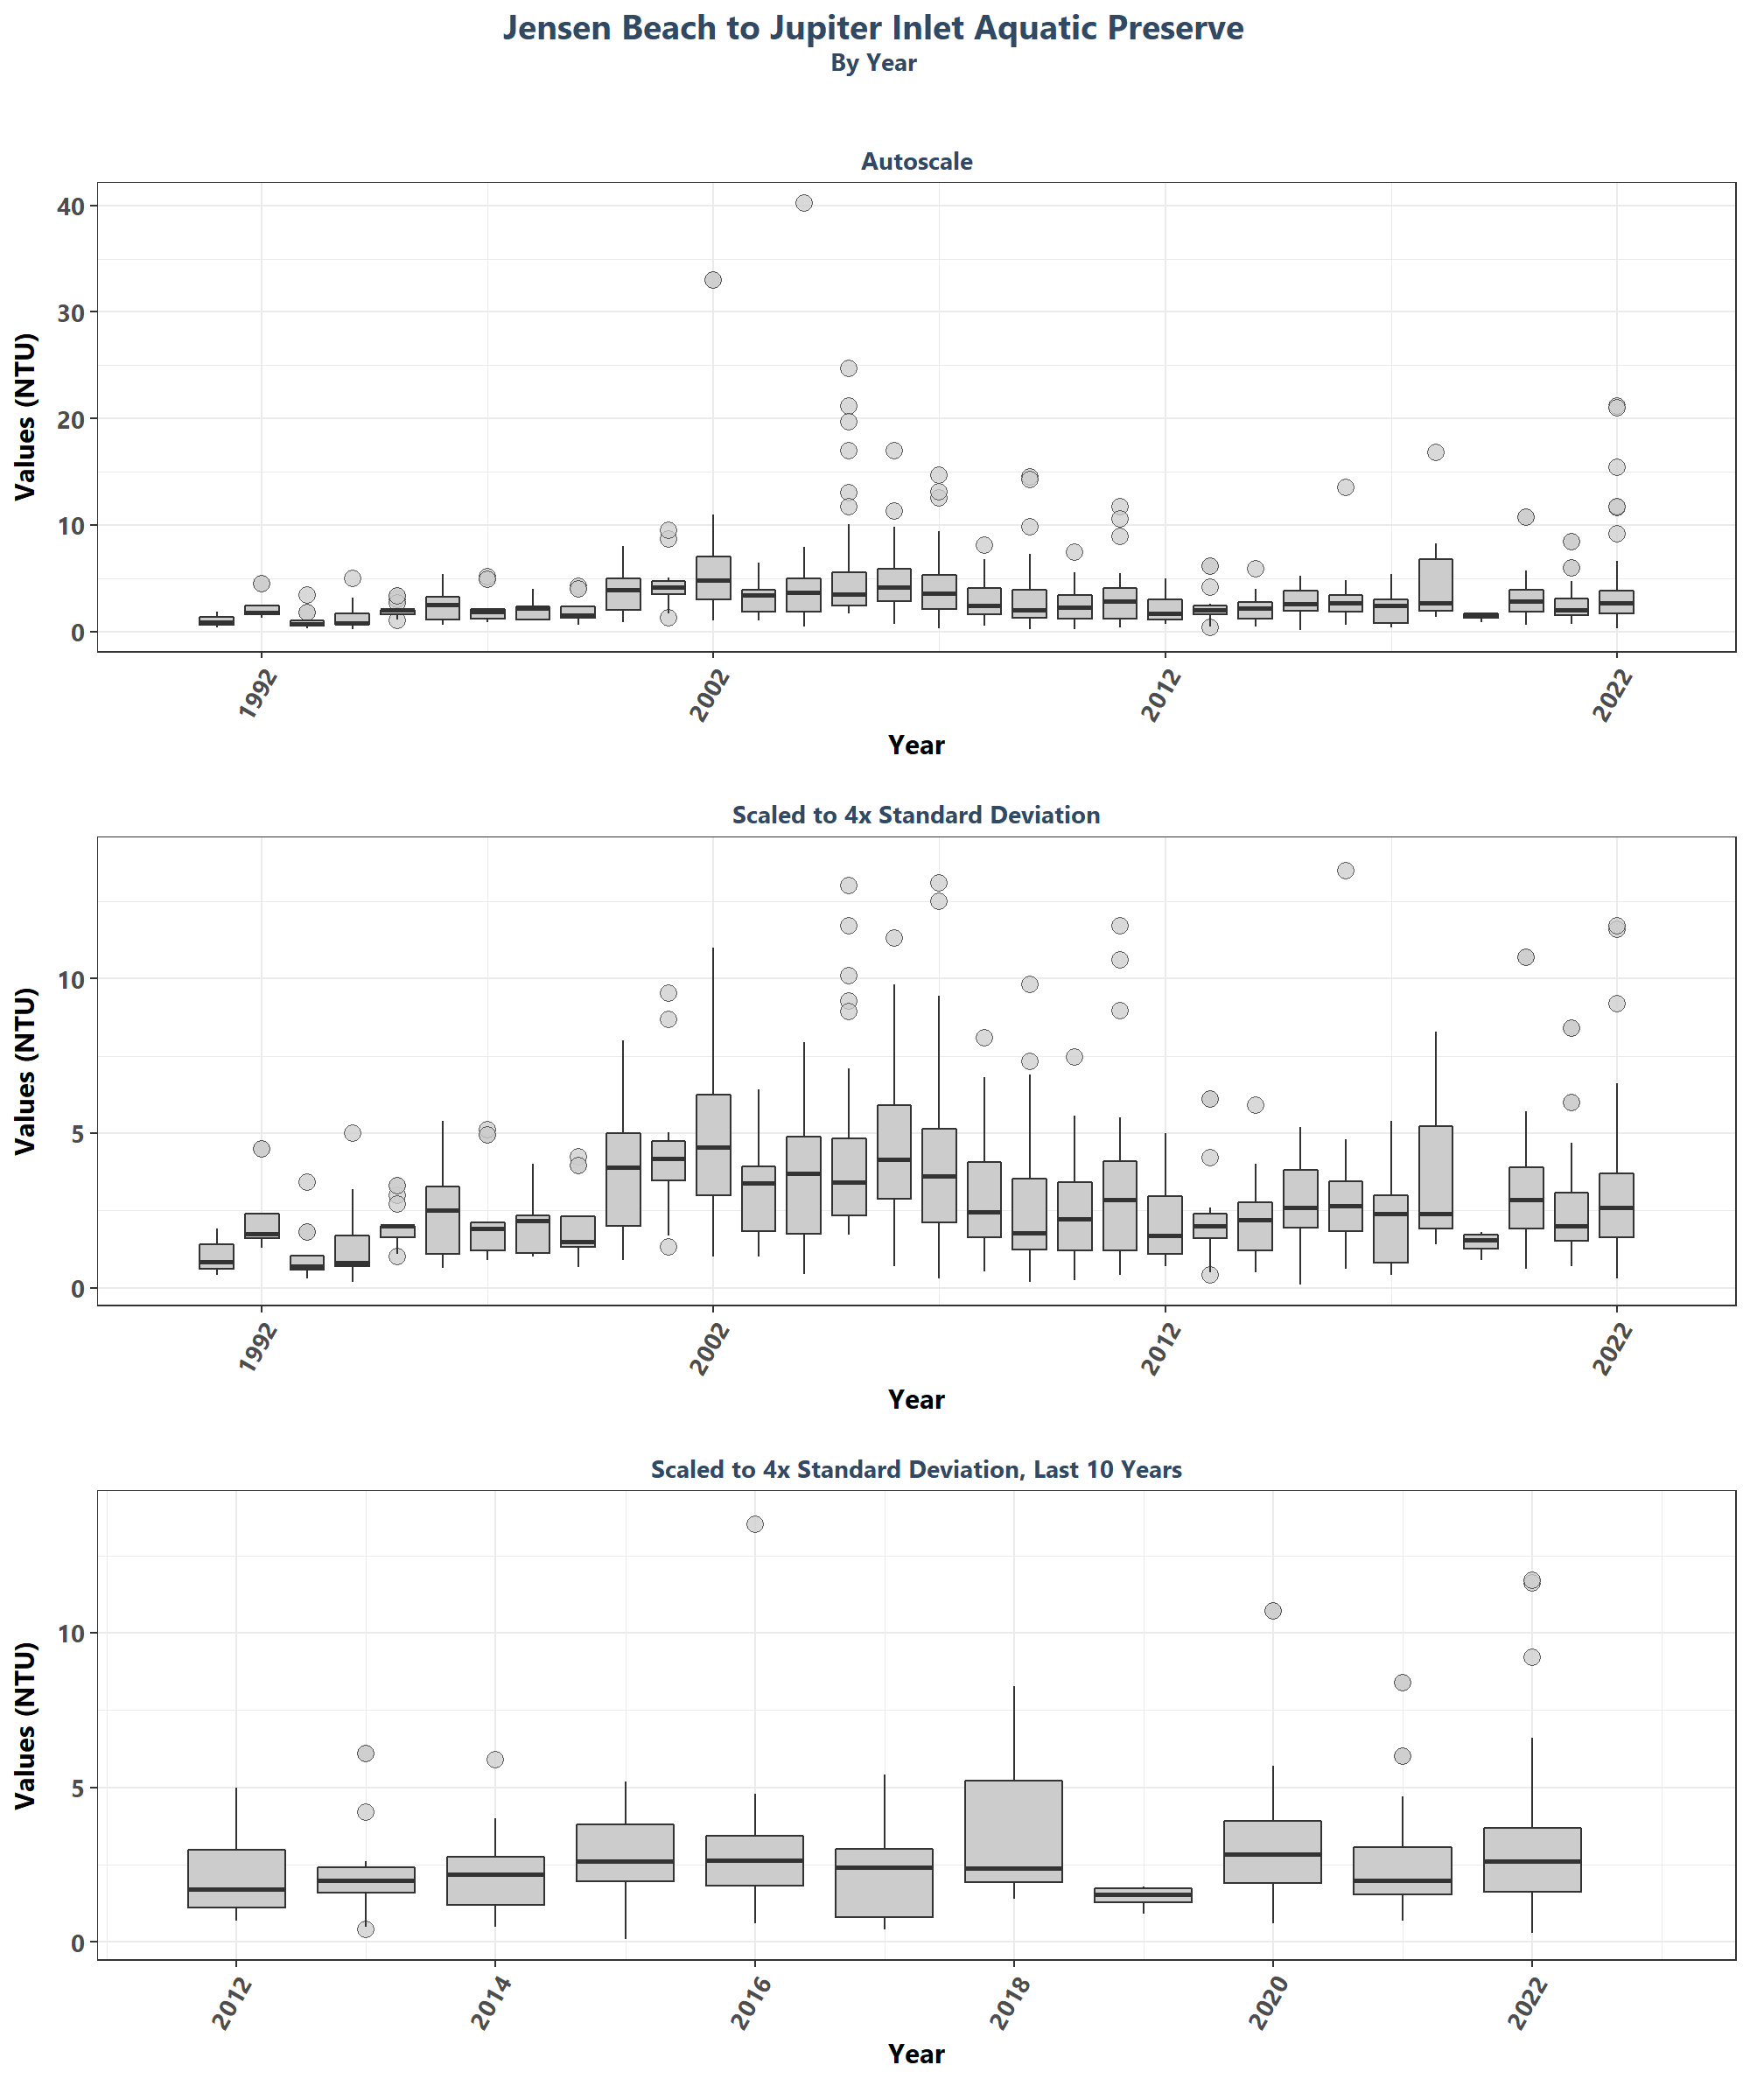 Jensen Beach to Jupiter Inlet Aquatic Preserve
By Year
Autoscale
Values (NTU)
40
30
20
10
0
1992
2002
2012
2022
Year
Scaled to 4x Standard Deviation
Values (NTU)
10
5
0
1992
2002
2012
2022
Year
Scaled to 4x Standard Deviation, Last 10 Years
Values (NTU)
10
5
0
2012
2014
2016
2018
2020
2022
Year